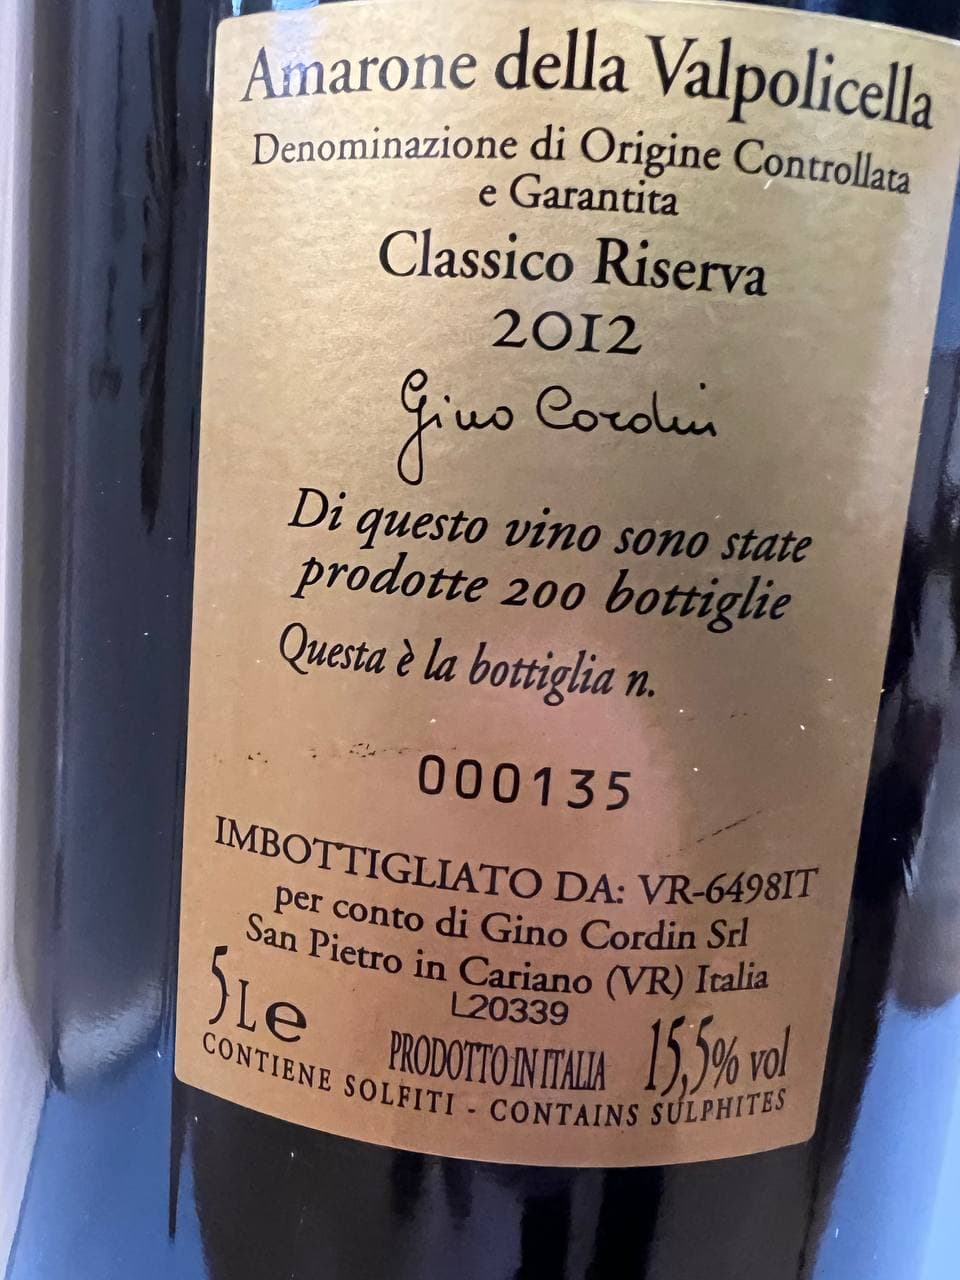 Amarone della Valpolicella
Denominazione di Origine Controllata
e Garantita
Classico Riserva
2012
Gino Cordin
Di questo vino sono state
prodotte 200 bottiglie
Questa è la bottiglia n.
000135
IMBOTTIGLIATO DA: VR-6498IT
per conto di Gino Cordin Srl
San Pietro in Cariano (VR) Italia
L20339
5Le PRODOTTO IN ITALIA 15,5% vol
CONTIENE SOLFITI - CONTAINS SULPHITES